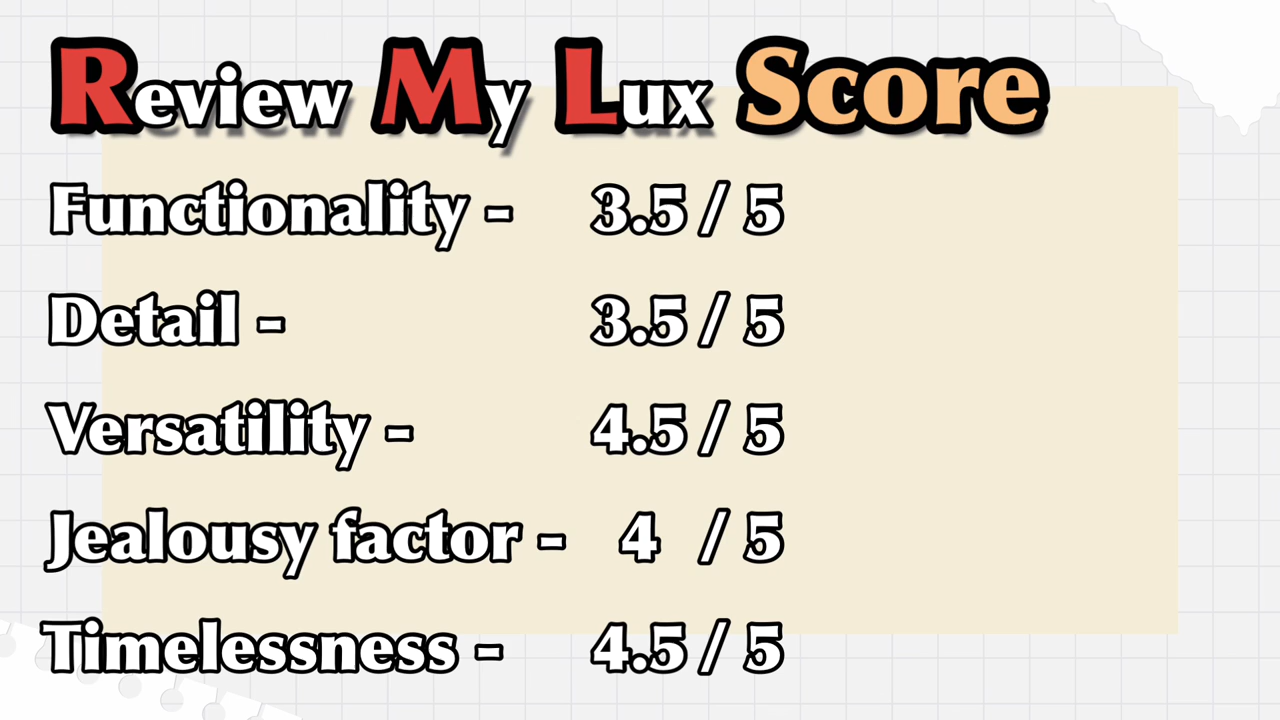 Review My Lux Score
Functionality - 3.5 / 5
Detail - 3.5 / 5
Versatility - 4.5 / 5
Jealousy factor - 4 / 5
Timelessness - 4.5 / 5